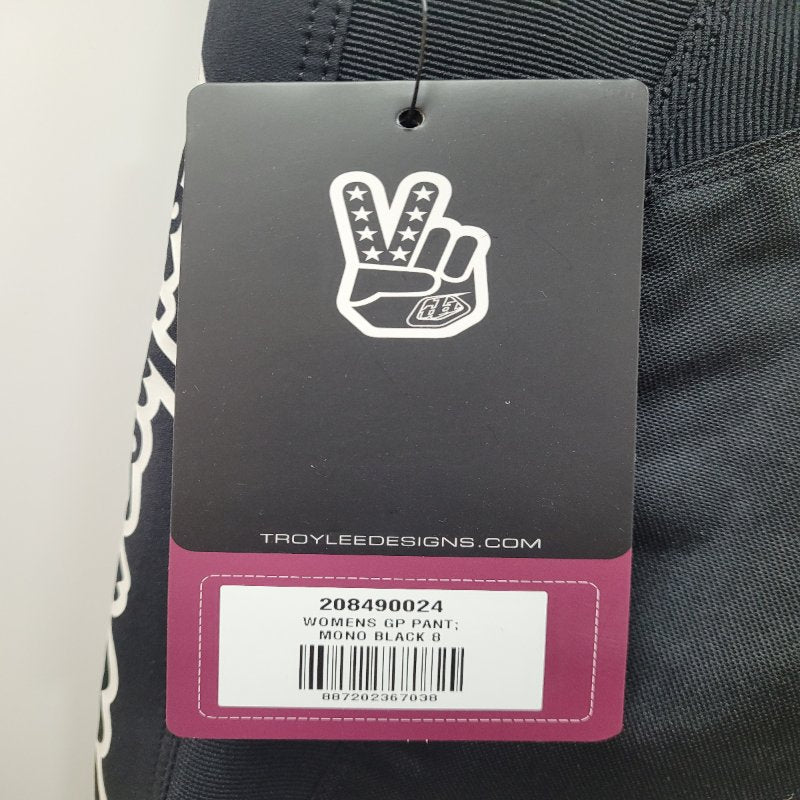 TROYLEEDESIGNS.COM
208490024
WOMENS GP PANT;
MONO BLACK 8
887202367038